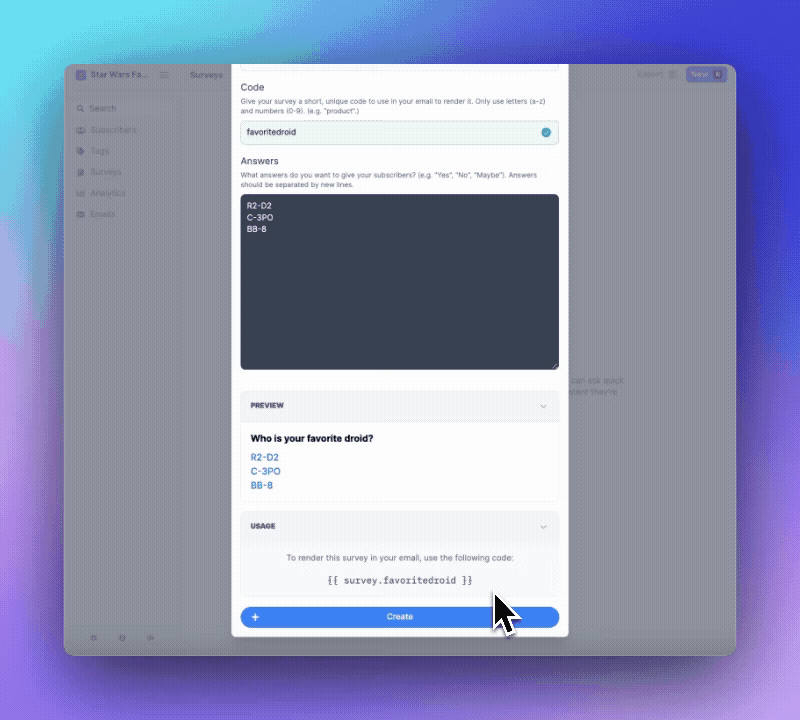 Star Wars Fa...
Surveys
Export
New
Search
Subscribers
Tags
Surveys
Analytics
Emails
Code
Give your survey a short, unique code to use in your email to render it. Only use letters (a-z)
and numbers (0-9). (e.g. "product".)
favoritedroid
Answers
What answers do you want to give your subscribers? (e.g. "Yes", "No", "Maybe"). Answers
should be separated by new lines.
R2-D2
C-3PO
BB-8
can ask quick
they're
PREVIEW
Who is your favorite droid?
R2-D2
C-3PO
BB-8
USAGE
To render this survey in your email, use the following code:
{{ survey.favoritedroid }}
Create